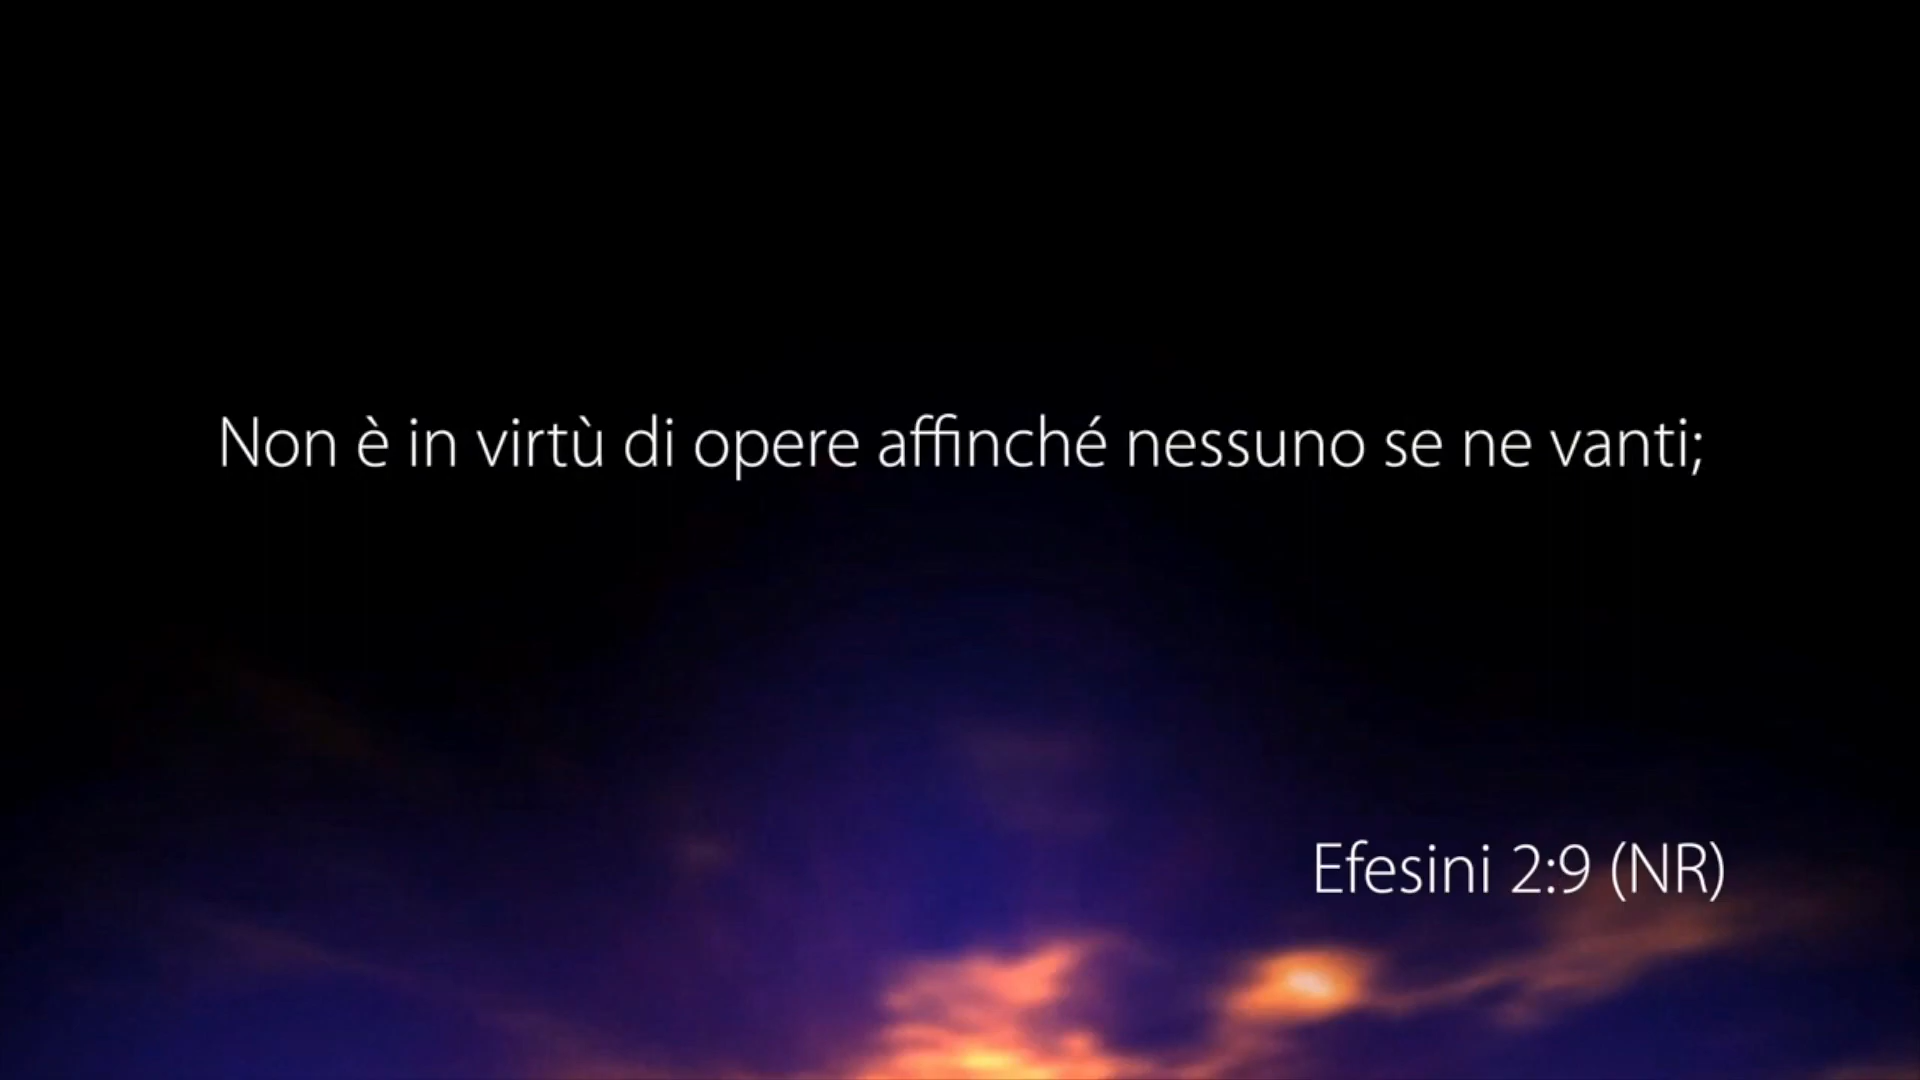 Non è in virtù di opere affinché nessuno se ne vanti;
Efesini 2:9 (NR)